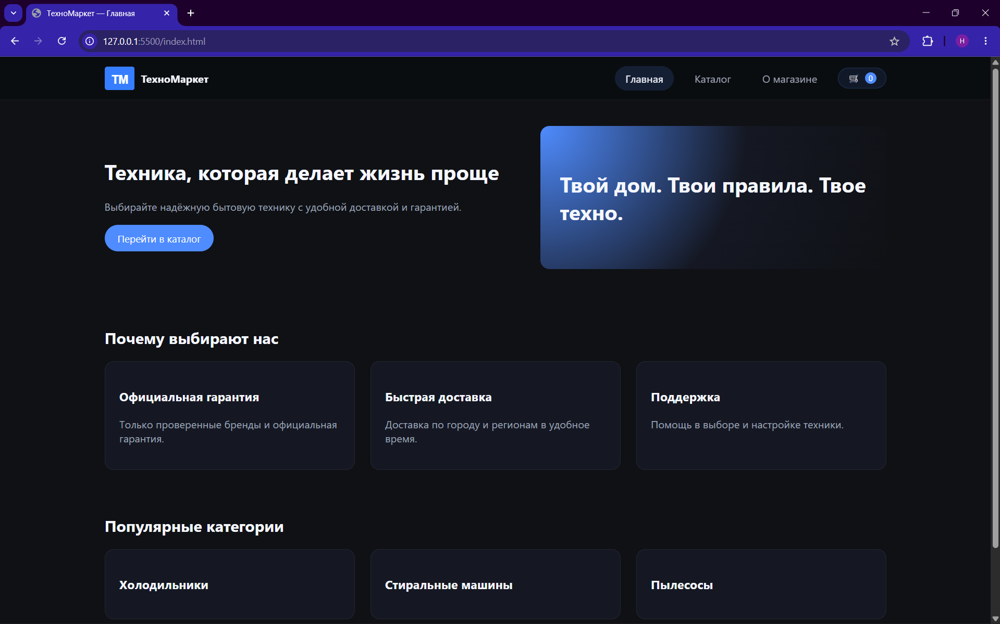 ТехноМаркет — Главная
127.0.0.1:5500/index.html
H
TM ТехноМаркет
Главная Каталог О магазине 0
Техника, которая делает жизнь проще
Выбирайте надёжную бытовую технику с удобной доставкой и гарантией.
Перейти в каталог
Твой дом. Твои правила. Твое
техно.
Почему выбирают нас
Официальная гарантия
Только проверенные бренды и официальная
гарантия.
Быстрая доставка
Доставка по городу и регионам в удобное
время.
Поддержка
Помощь в выборе и настройке техники.
Популярные категории
Холодильники
Стиральные машины
Пылесосы